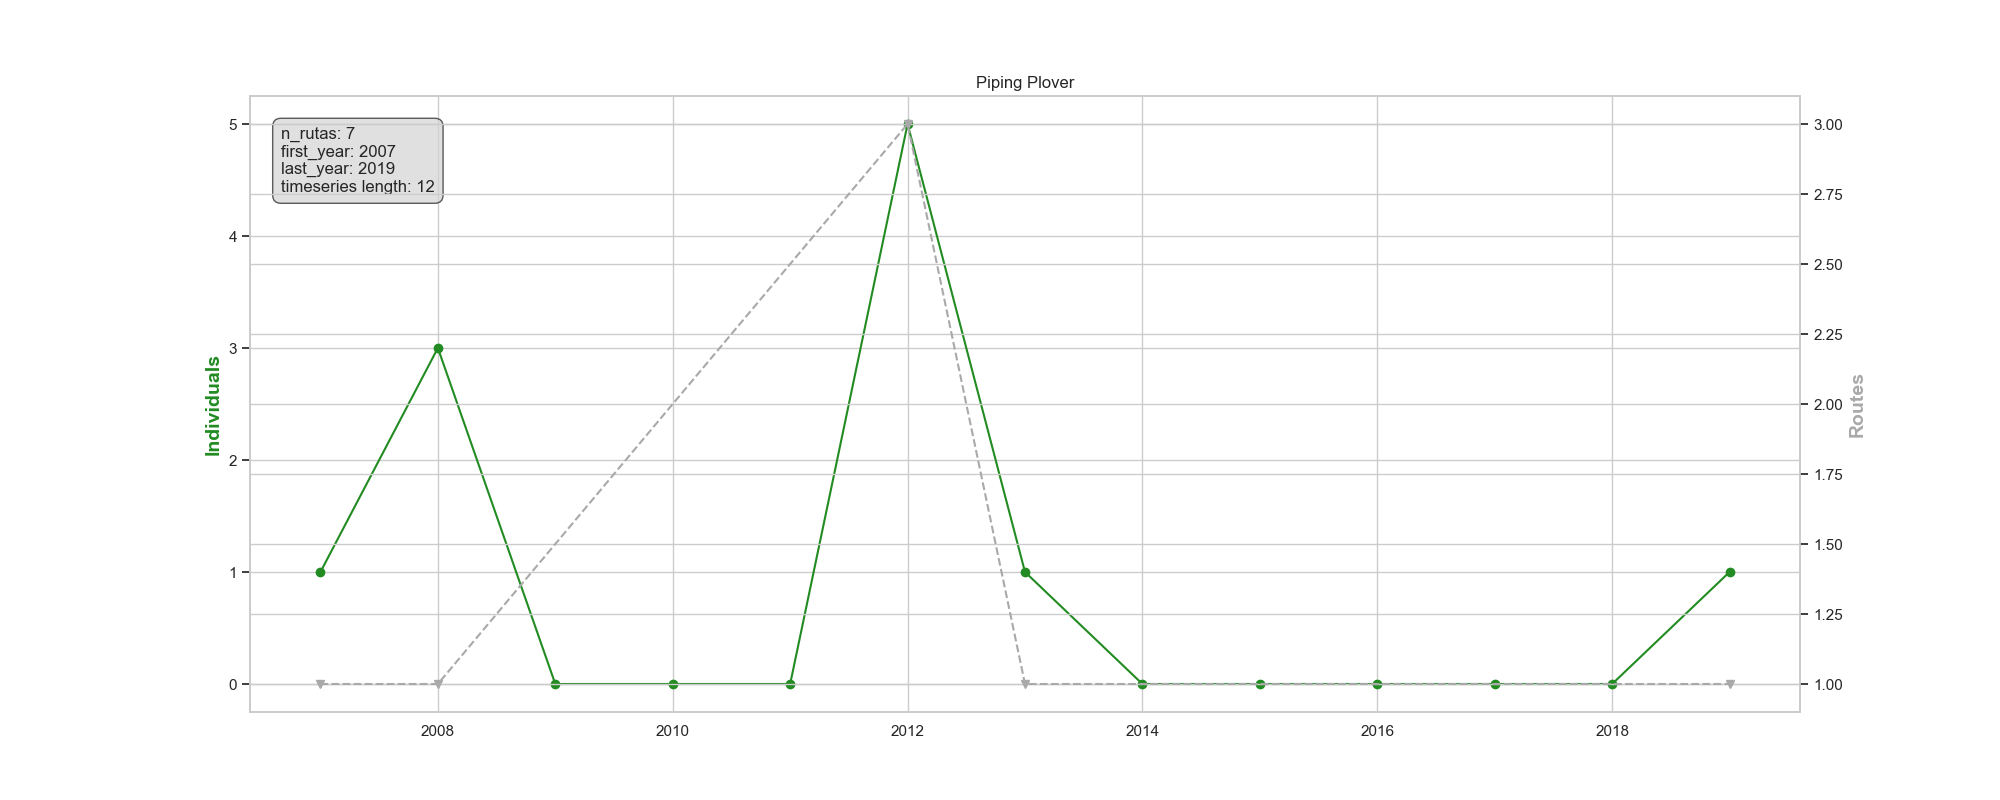 Piping Plover
n_rutas: 7
first_year: 2007
last_year: 2019
timeseries length: 12
Individuals
5
4
3
2
1
0
3.00
2.75
2.50
2.25
2.00
1.75
1.50
1.25
1.00
Routes
2008 2010 2012 2014 2016 2018